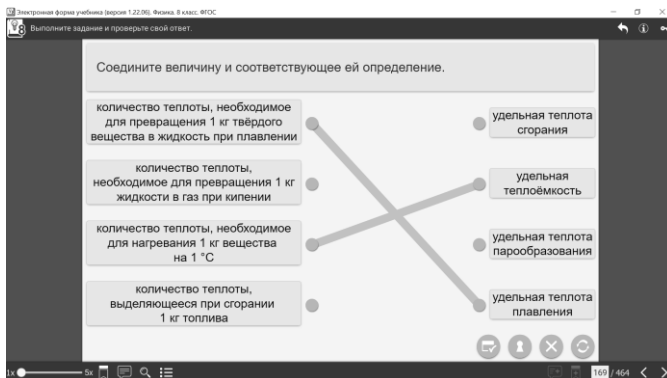 Электронная форма учебника (версия 1.22.06). Физика. 8 класс. ФГОС
8 Выполните задание и проверьте свой ответ.
Соедините величину и соответствующее ей определение.
количество теплоты, необходимое
для превращения 1 кг твёрдого
вещества в жидкость при плавлении
удельная теплота
сгорания
количество теплоты,
необходимое для превращения 1 кг
жидкости в газ при кипении
удельная
теплоёмкость
количество теплоты, необходимое
для нагревания 1 кг вещества
на 1 °C
удельная теплота
парообразования
количество теплоты,
выделяющееся при сгорании
1 кг топлива
удельная теплота
плавления
1x 5x 169 / 464